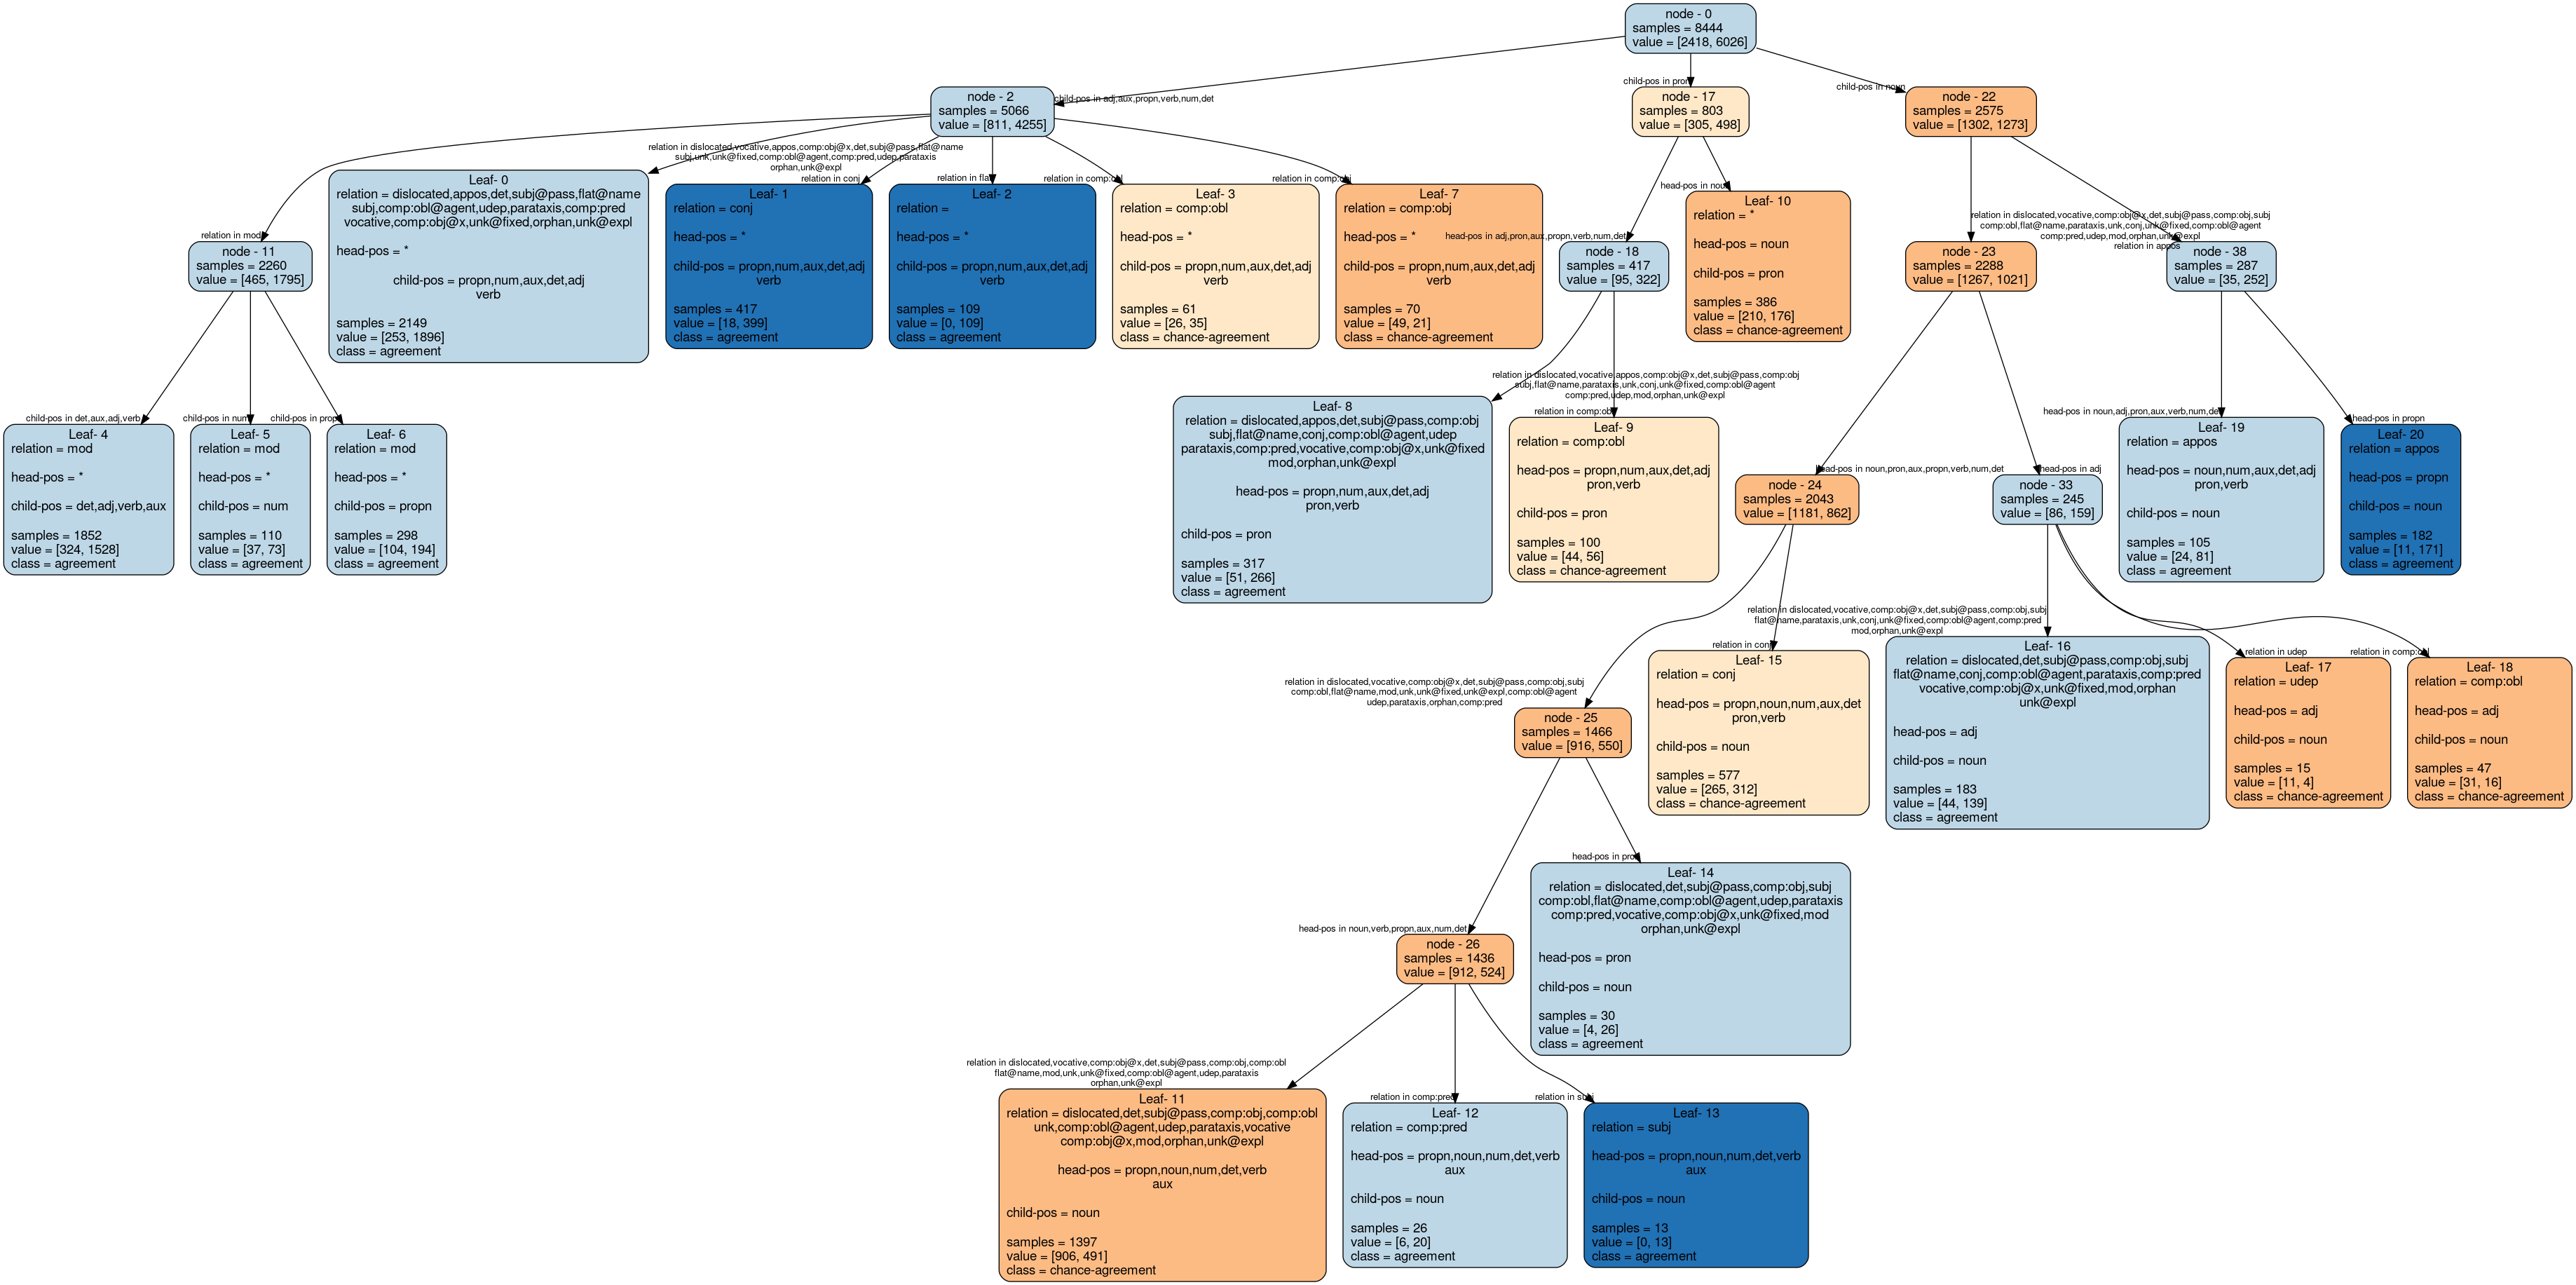 node - 0
samples = 8444
value = [2418, 6026]
child-pos in adj,aux,propn,verb,num,det
child-pos in pron
child-pos in noun
node - 2
samples = 5066
value = [811, 4255]
node - 17
samples = 803
value = [305, 498]
node - 22
samples = 2575
value = [1302, 1273]
relation in mod
relation in dislocated,vocative,appos,comp:obj@x,det,subj@pass,flat@name
subj,unk,unk@fixed,comp:obl@agent,comp:pred,udep,parataxis
orphan,unk@expl
relation in conj
relation in flat
relation in comp:obl
relation in comp:obj
head-pos in adj,pron,aux,propn,verb,num,det
head-pos in noun
relation in dislocated,vocative,comp:obj@x,det,subj@pass,comp:obj,subj
comp:obl,flat@name,parataxis,unk,conj,unk@fixed,comp:obl@agent
comp:pred,udep,mod,orphan,unk@expl
relation in appos
node - 11
samples = 2260
value = [465, 1795]
Leaf- 0
relation = dislocated,appos,det,subj@pass,flat@name
subj,comp:obl@agent,udep,parataxis,comp:pred
vocative,comp:obj@x,unk@fixed,orphan,unk@expl
head-pos = *
child-pos = propn,num,aux,det,adj
verb
samples = 2149
value = [253, 1896]
class = agreement
Leaf- 1
relation = conj
head-pos = *
child-pos = propn,num,aux,det,adj
verb
samples = 417
value = [18, 399]
class = agreement
Leaf- 2
relation =
head-pos = *
child-pos = propn,num,aux,det,adj
verb
samples = 109
value = [0, 109]
class = agreement
Leaf- 3
relation = comp:obl
head-pos = *
child-pos = propn,num,aux,det,adj
verb
samples = 61
value = [26, 35]
class = chance-agreement
Leaf- 7
relation = comp:obj
head-pos = *
child-pos = propn,num,aux,det,adj
verb
samples = 70
value = [49, 21]
class = chance-agreement
node - 18
samples = 417
value = [95, 322]
Leaf- 10
relation = *
head-pos = noun
child-pos = pron
samples = 386
value = [210, 176]
class = chance-agreement
node - 23
samples = 2288
value = [1267, 1021]
node - 38
samples = 287
value = [35, 252]
child-pos in det,aux,adj,verb
child-pos in num
child-pos in propn
relation in dislocated,vocative,appos,comp:obj@x,det,subj@pass,comp:obj
subj,flat@name,parataxis,unk,conj,unk@fixed,comp:obl@agent
comp:pred,udep,mod,orphan,unk@expl
relation in comp:obl
head-pos in noun,pron,aux,propn,verb,num,det
head-pos in adj
head-pos in noun,adj,pron,aux,verb,num,det
head-pos in propn
Leaf- 4
relation = mod
head-pos = *
child-pos = det,adj,verb,aux
samples = 1852
value = [324, 1528]
class = agreement
Leaf- 5
relation = mod
head-pos = *
child-pos = num
samples = 110
value = [37, 73]
class = agreement
Leaf- 6
relation = mod
head-pos = *
child-pos = propn
samples = 298
value = [104, 194]
class = agreement
Leaf- 8
relation = dislocated,appos,det,subj@pass,comp:obj
subj,flat@name,conj,comp:obl@agent,udep
parataxis,comp:pred,vocative,comp:obj@x,unk@fixed
mod,orphan,unk@expl
head-pos = propn,num,aux,det,adj
pron,verb
child-pos = pron
samples = 317
value = [51, 266]
class = agreement
Leaf- 9
relation = comp:obl
head-pos = propn,num,aux,det,adj
pron,verb
child-pos = pron
samples = 100
value = [44, 56]
class = chance-agreement
node - 24
samples = 2043
value = [1181, 862]
node - 33
samples = 245
value = [86, 159]
Leaf- 19
relation = appos
head-pos = noun,num,aux,det,adj
pron,verb
child-pos = noun
samples = 105
value = [24, 81]
class = agreement
Leaf- 20
relation = appos
head-pos = propn
child-pos = noun
samples = 182
value = [11, 171]
class = agreement
relation in dislocated,vocative,comp:obj@x,det,subj@pass,comp:obj,subj
comp:obl,flat@name,mod,unk,unk@fixed,unk@expl,comp:obl@agent
udep,parataxis,orphan,comp:pred
relation in conj
relation in dislocated,vocative,comp:obj@x,det,subj@pass,comp:obj,subj
flat@name,parataxis,unk,conj,unk@fixed,comp:obl@agent,comp:pred
mod,orphan,unk@expl
relation in udep
relation in comp:obl
node - 25
samples = 1466
value = [916, 550]
Leaf- 15
relation = conj
head-pos = propn,noun,num,aux,det
pron,verb
child-pos = noun
samples = 577
value = [265, 312]
class = chance-agreement
Leaf- 16
relation = dislocated,det,subj@pass,comp:obj,subj
flat@name,conj,comp:obl@agent,parataxis,comp:pred
vocative,comp:obj@x,unk@fixed,mod,orphan
unk@expl
head-pos = adj
child-pos = noun
samples = 183
value = [44, 139]
class = agreement
Leaf- 17
relation = udep
head-pos = adj
child-pos = noun
samples = 15
value = [11, 4]
class = chance-agreement
Leaf- 18
relation = comp:obl
head-pos = adj
child-pos = noun
samples = 47
value = [31, 16]
class = chance-agreement
head-pos in noun,verb,propn,aux,num,det
head-pos in pron
node - 26
samples = 1436
value = [912, 524]
Leaf- 14
relation = dislocated,det,subj@pass,comp:obj,subj
comp:obl,flat@name,comp:obl@agent,udep,parataxis
comp:pred,vocative,comp:obj@x,unk@fixed,mod
orphan,unk@expl
head-pos = pron
child-pos = noun
samples = 30
value = [4, 26]
class = agreement
relation in dislocated,vocative,comp:obj@x,det,subj@pass,comp:obj,comp:obl
flat@name,mod,unk,unk@fixed,comp:obl@agent,udep,parataxis
orphan,unk@expl
relation in comp:pred
relation in subj
Leaf- 11
relation = dislocated,det,subj@pass,comp:obj,comp:obl
unk,comp:obl@agent,udep,parataxis,vocative
comp:obj@x,mod,orphan,unk@expl
head-pos = propn,noun,num,det,verb
aux
child-pos = noun
samples = 1397
value = [906, 491]
class = chance-agreement
Leaf- 12
relation = comp:pred
head-pos = propn,noun,num,det,verb
aux
child-pos = noun
samples = 26
value = [6, 20]
class = agreement
Leaf- 13
relation = subj
head-pos = propn,noun,num,det,verb
aux
child-pos = noun
samples = 13
value = [0, 13]
class = agreement